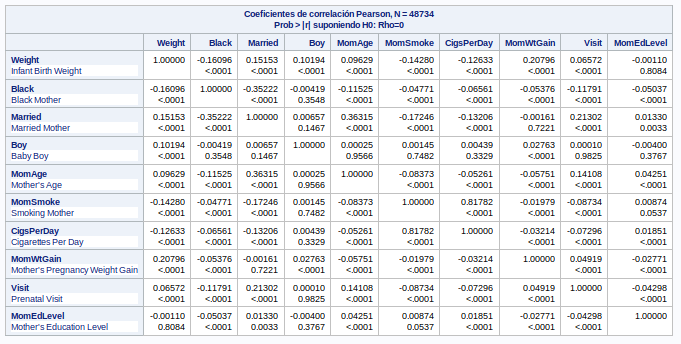 Coeficientes de correlación Pearson, N = 48734
Prob > |r| suponiendo H0: Rho=0
Weight Black Married Boy MomAge MomSmoke CigsPerDay MomWtGain Visit MomEdLevel
Weight 1.00000 -0.16096 0.15153 0.10194 0.09629 -0.14280 -0.12633 0.20796 0.06572 -0.00110
Infant Birth Weight <.0001 <.0001 <.0001 <.0001 <.0001 <.0001 <.0001 <.0001 0.8084
Black -0.16096 1.00000 -0.35222 -0.00419 -0.11525 -0.04771 -0.06561 -0.05376 -0.11791 -0.05037
Black Mother <.0001 <.0001 0.3548 <.0001 <.0001 <.0001 <.0001 <.0001 <.0001
Married 0.15153 -0.35222 1.00000 0.00657 0.36315 -0.17246 -0.13206 -0.00161 0.21302 0.01330
Married Mother <.0001 <.0001 0.1467 <.0001 <.0001 <.0001 0.7221 <.0001 0.0033
Boy 0.10194 -0.00419 0.00657 1.00000 0.00025 0.00145 0.00439 0.02763 0.00010 -0.00400
Baby Boy <.0001 0.3548 0.1467 0.9566 0.7482 0.3329 <.0001 0.9825 0.3767
MomAge 0.09629 -0.11525 0.36315 0.00025 1.00000 -0.08373 -0.05261 -0.05751 0.14108 0.04251
Mother's Age <.0001 <.0001 <.0001 0.9566 <.0001 <.0001 <.0001 <.0001 <.0001
MomSmoke -0.14280 -0.04771 -0.17246 0.00145 -0.08373 1.00000 0.81782 -0.01979 -0.08734 0.00874
Smoking Mother <.0001 <.0001 <.0001 0.7482 <.0001 <.0001 <.0001 <.0001 0.0537
CigsPerDay -0.12633 -0.06561 -0.13206 0.00439 -0.05261 0.81782 1.00000 -0.03214 -0.07296 0.01851
Cigarettes Per Day <.0001 <.0001 <.0001 0.3329 <.0001 <.0001 <.0001 <.0001 <.0001
MomWtGain 0.20796 -0.05376 -0.00161 0.02763 -0.05751 -0.01979 -0.03214 1.00000 0.04919 -0.02771
Mother's Pregnancy Weight Gain <.0001 <.0001 0.7221 <.0001 <.0001 <.0001 <.0001 <.0001 <.0001
Visit 0.06572 -0.11791 0.21302 0.00010 0.14108 -0.08734 -0.07296 0.04919 1.00000 -0.04298
Prenatal Visit <.0001 <.0001 <.0001 0.9825 <.0001 <.0001 <.0001 <.0001 <.0001
MomEdLevel -0.00110 -0.05037 0.01330 -0.00400 0.04251 0.00874 0.01851 -0.02771 -0.04298 1.00000
Mother's Education Level 0.8084 <.0001 0.0033 0.3767 <.0001 0.0537 <.0001 <.0001 <.0001